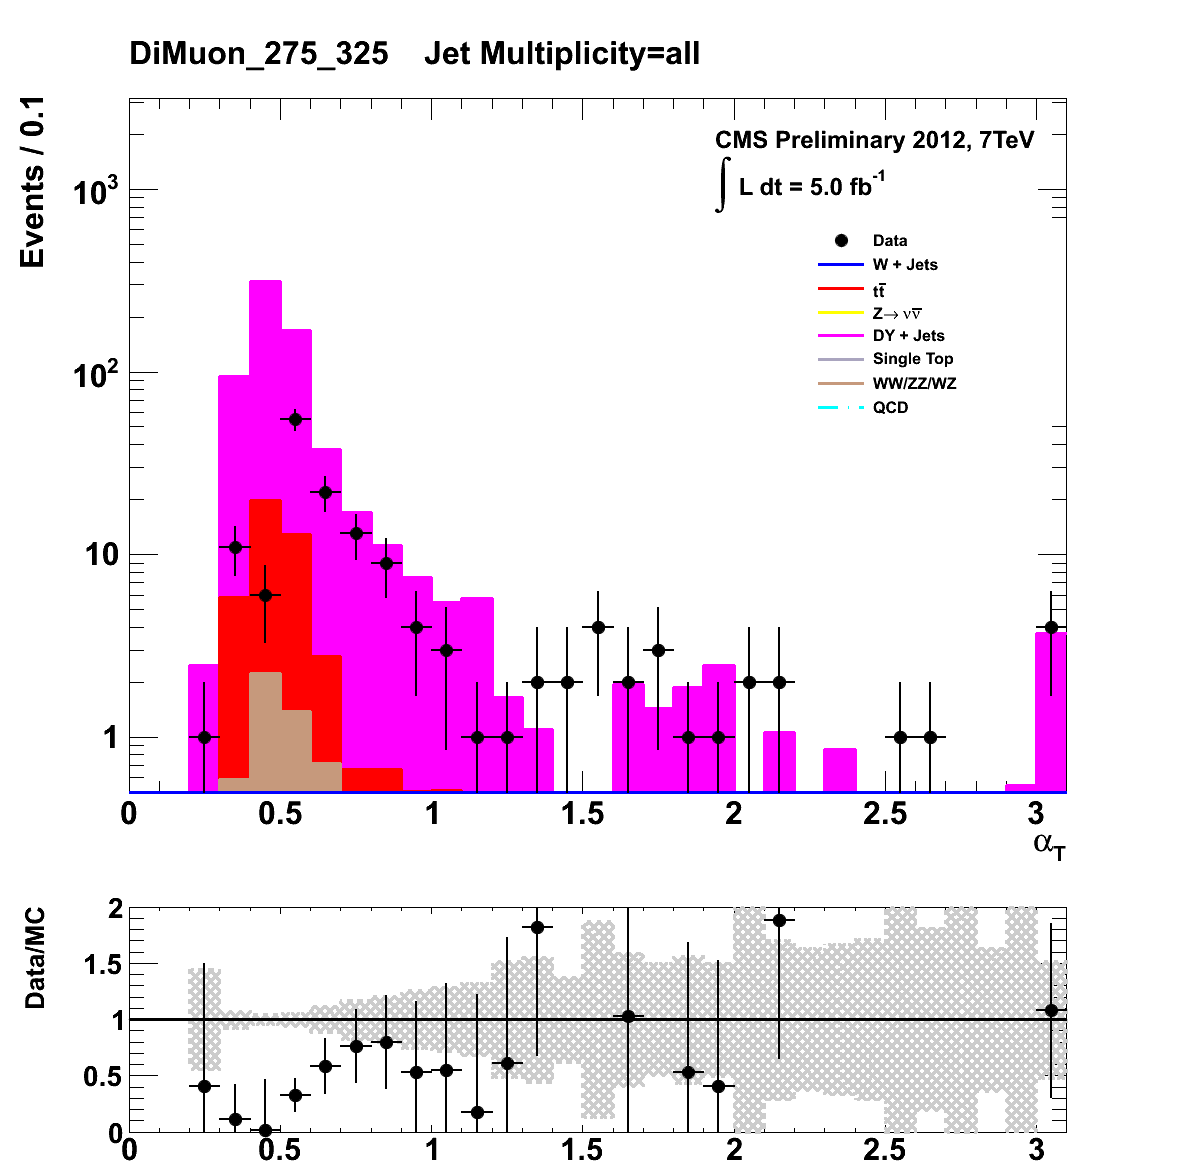 DiMuon_275_325 Jet Multiplicity=all
Events / 0.1
CMS Preliminary 2012, 7TeV
∫ L dt = 5.0 fb⁻¹
Data
W + Jets
tt̅
Z→ νν̅
DY + Jets
Single Top
WW/ZZ/WZ
QCD
10³
10²
10
1
0 0.5 1 1.5 2 2.5 3
α_T
Data/MC
2
1.5
1
0.5
0
0 0.5 1 1.5 2 2.5 3